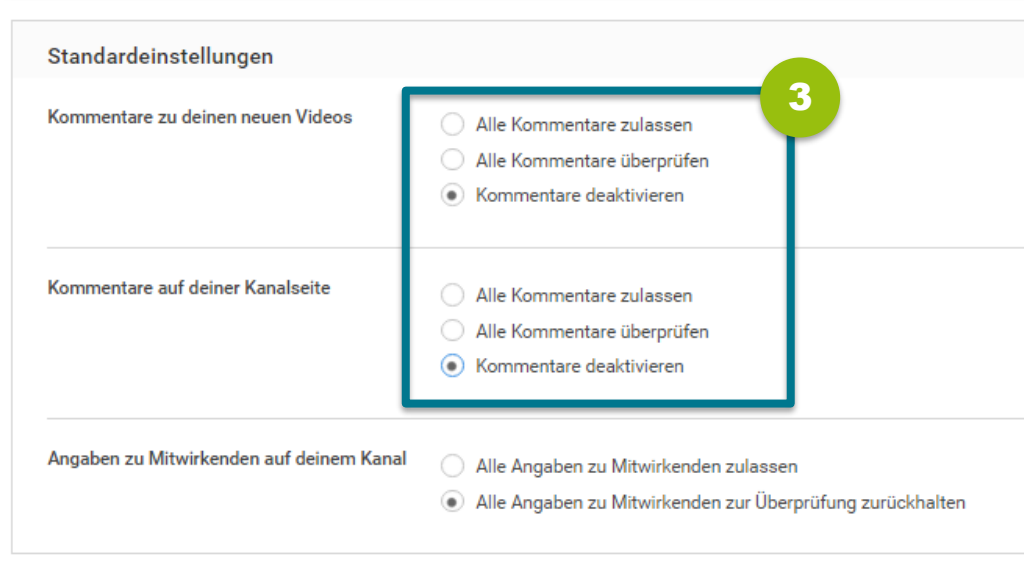 Standardeinstellungen
3
Kommentare zu deinen neuen Videos
Alle Kommentare zulassen
Alle Kommentare überprüfen
Kommentare deaktivieren
Kommentare auf deiner Kanalseite
Alle Kommentare zulassen
Alle Kommentare überprüfen
Kommentare deaktivieren
Angaben zu Mitwirkenden auf deinem Kanal
Alle Angaben zu Mitwirkenden zulassen
Alle Angaben zu Mitwirkenden zur Überprüfung zurückhalten